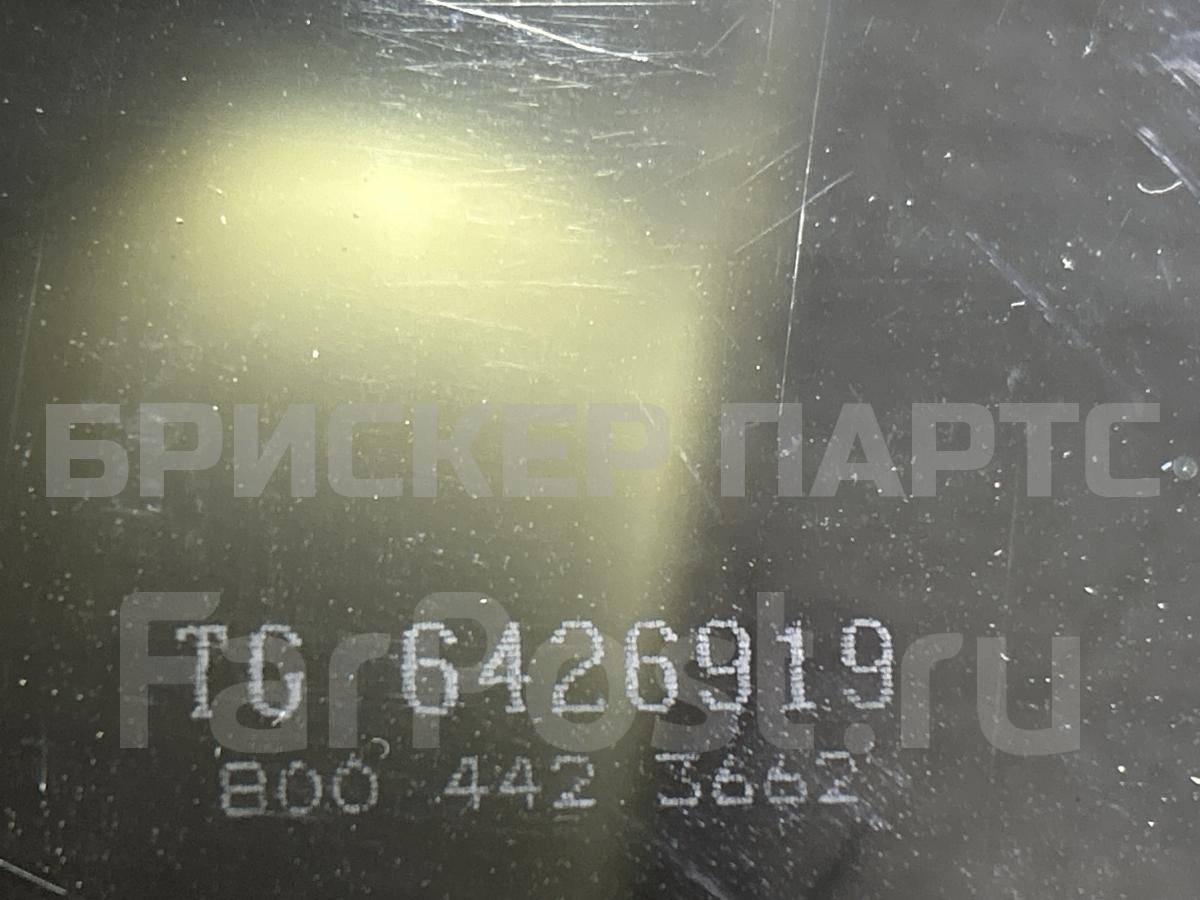 БРИСКЕР ПАРТС
FarPost.ru
TG 6426919
800 442 3662